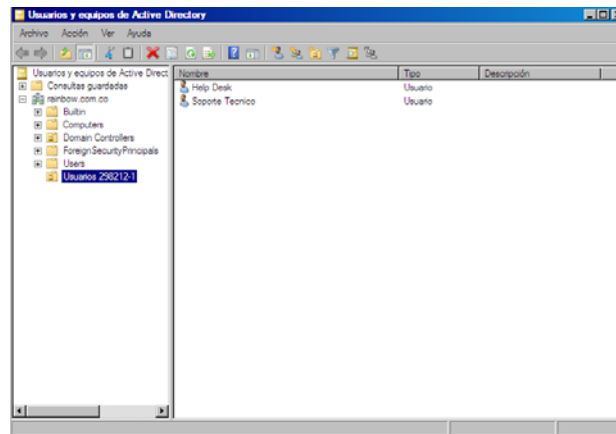 Usuarios y equipos de Active Directory
Archivo Acción Ver Ayuda
Usuarios y equipos de Active Direct
Consultas guardadas
rainbow.com.co
Builtin
Computers
Domain Controllers
ForeignSecurityPrincipals
Users
Usuarios 298212-1
Nombre Tipo Descripción
Help Desk Usuario
Soporte Tecnico Usuario